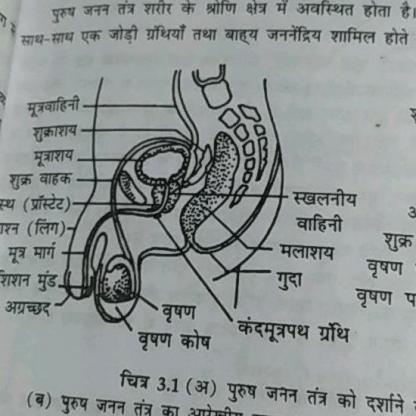 पुरुष जनन तंत्र शरीर के श्रोणि क्षेत्र में अवस्थित होता है।
साथ-साथ एक जोड़ी ग्रंथियाँ तथा बाह्य जननेंद्रिय शामिल होते
मूत्रवाहिनी
शुक्राशय
मूत्राशय
शुक्र वाहक
स्थ (प्रॉस्टेट)
शन (लिंग)
मूत्र मार्ग
शिशन मुंड
अग्रच्छद
स्खलनीय
वाहिनी
मलाशय
गुदा
वृषण
वृषण कोष
कंदमूत्रपथ ग्रंथि
शुक्र
वृषण
वृषण प
चित्र 3.1 (अ) पुरुष जनन तंत्र को दर्शाने
(ब) पुरुष जनन तंत्र का